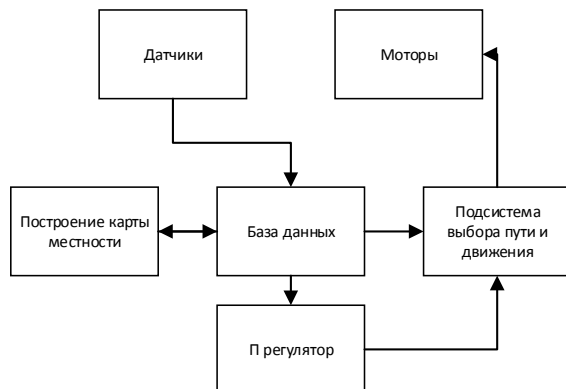 Датчики
Моторы
Построение карты
местности
База данных
Подсистема
выбора пути и
движения
П регулятор